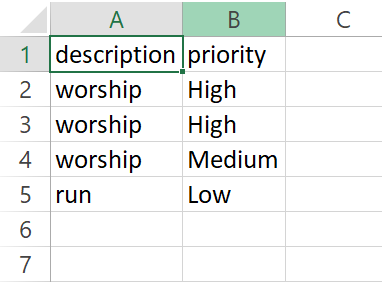 A B C
1 description priority
2 worship High
3 worship High
4 worship Medium
5 run Low
6
7